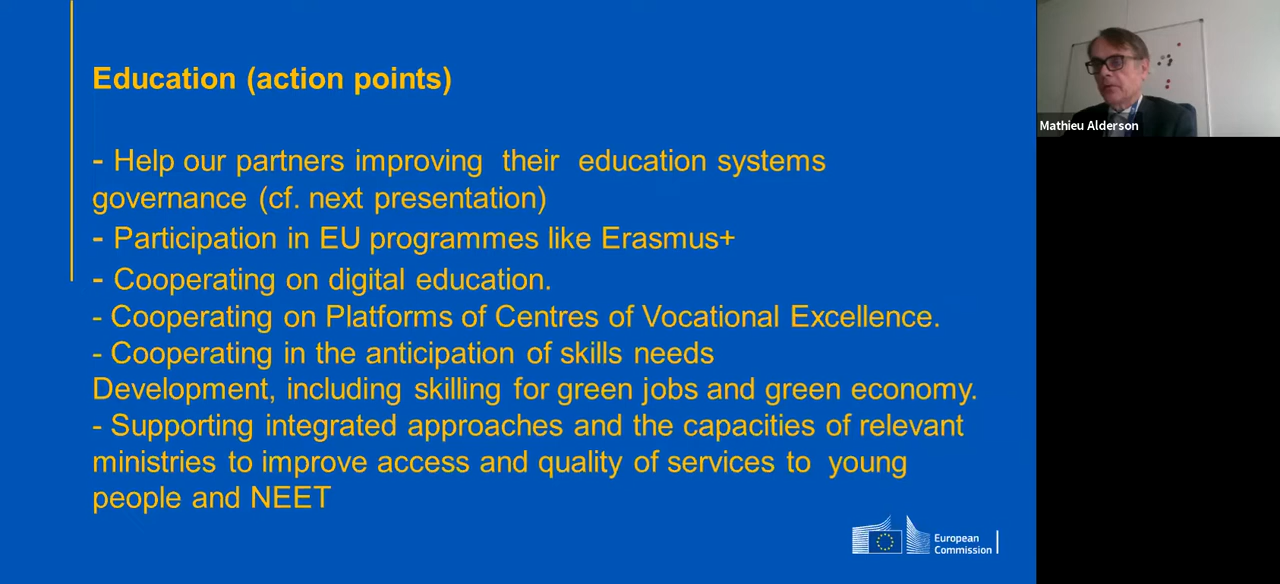 Education (action points)
- Help our partners improving their education systems
governance (cf. next presentation)
- Participation in EU programmes like Erasmus+
- Cooperating on digital education.
- Cooperating on Platforms of Centres of Vocational Excellence.
- Cooperating in the anticipation of skills needs
Development, including skilling for green jobs and green economy.
- Supporting integrated approaches and the capacities of relevant
ministries to improve access and quality of services to young
people and NEET
European
Commission
Mathieu Alderson